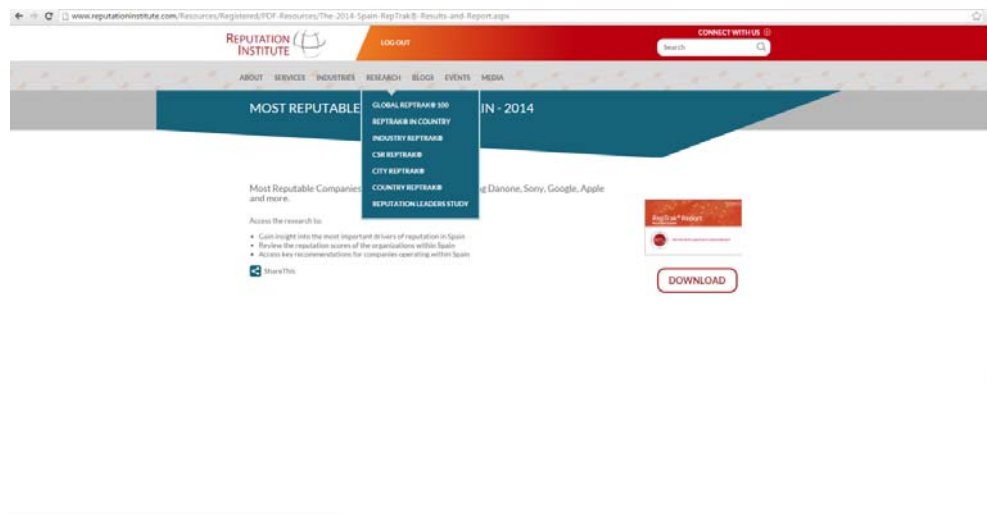 www.reputationinstitute.com/Resources/Registered/PDF-Resources/The-2014-Spain-RepTrak®-Results-and-Report.aspx
CONNECT WITH US
REPUTATION
INSTITUTE
LOG OUT
Search
ABOUT SERVICES INDUSTRIES RESEARCH BLOGS EVENTS MEDIA
GLOBAL REPTRAK® 100
REPTRAK® IN COUNTRY
INDUSTRY REPTRAK®
CSR REPTRAK®
CITY REPTRAK®
COUNTRY REPTRAK®
REPUTATION LEADERS STUDY
MOST REPUTABLE IN - 2014
Most Reputable Companies g Danone, Sony, Google, Apple
and more.
Access the research to:
• Gain insight into the most important drivers of reputation in Spain
• Review the reputation scores of the organizations within Spain
• Access key recommendations for companies operating within Spain
ShareThis
RepTrak® Report
DOWNLOAD